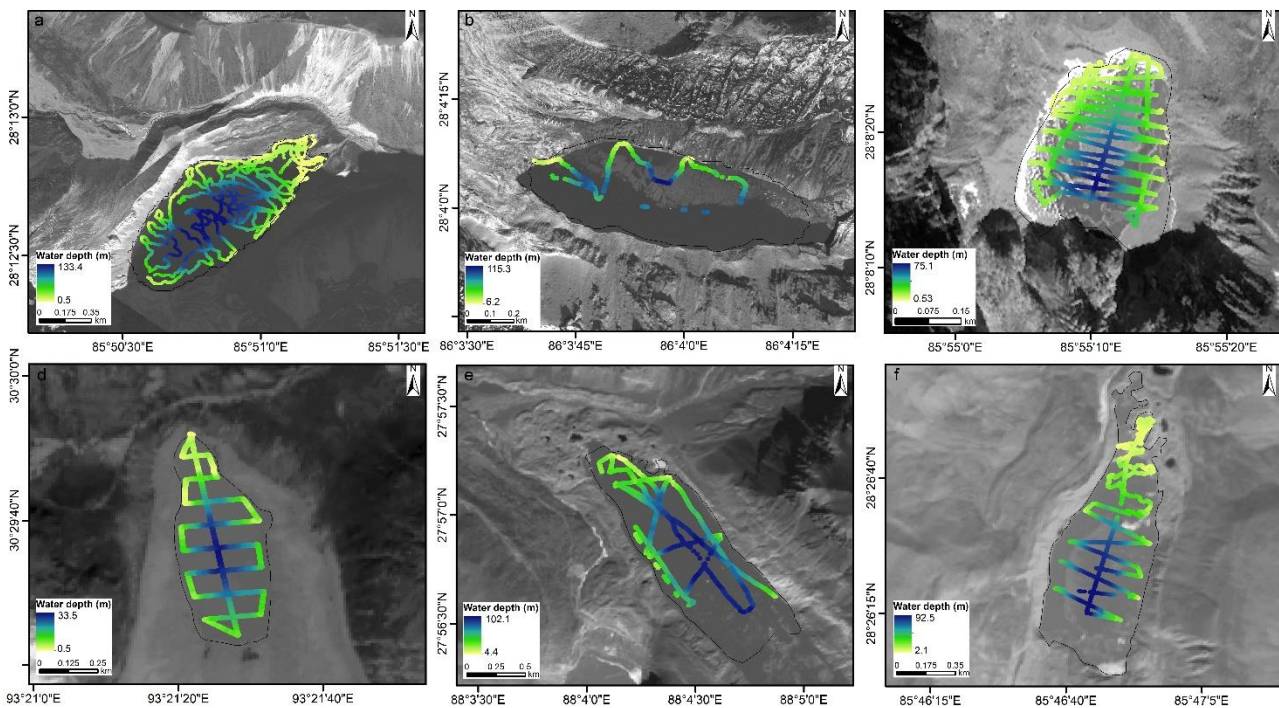 a
N
28°13'0"N
28°12'30"N
Water depth (m)
133.4
0.5
0 0.175 0.35
km
85°50'30"E
85°51'0"E
85°51'30"E
b
N
28°4'15"N
28°4'0"N
Water depth (m)
115.3
6.2
0 0.1 0.2
km
86°3'30"E
86°3'45"E
86°4'0"E
86°4'15"E
N
28°8'20"N
28°8'10"N
Water depth (m)
75.1
0.53
0 0.075 0.15
km
85°55'0"E
85°55'10"E
85°55'20"E
d
N
30°30'0"N
30°29'40"N
Water depth (m)
33.5
0.5
0 0.125 0.25
km
93°21'0"E
93°21'20"E
93°21'40"E
e
N
27°57'30"N
27°57'0"N
27°56'30"N
Water depth (m)
102.1
4.4
0 0.25 0.5
km
88°3'30"E
88°4'0"E
88°4'30"E
88°5'0"E
f
N
28°26'40"N
28°26'15"N
Water depth (m)
92.5
2.1
0 0.175 0.35
km
85°46'15"E
85°46'40"E
85°47'5"E